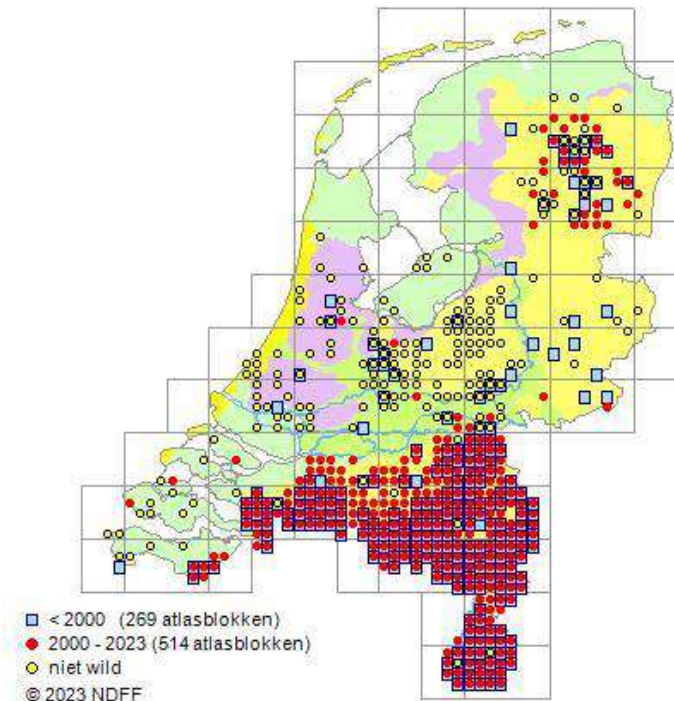 < 2000 (269 atlasblokken)
2000 - 2023 (514 atlasblokken)
niet wild
© 2023 NDFF